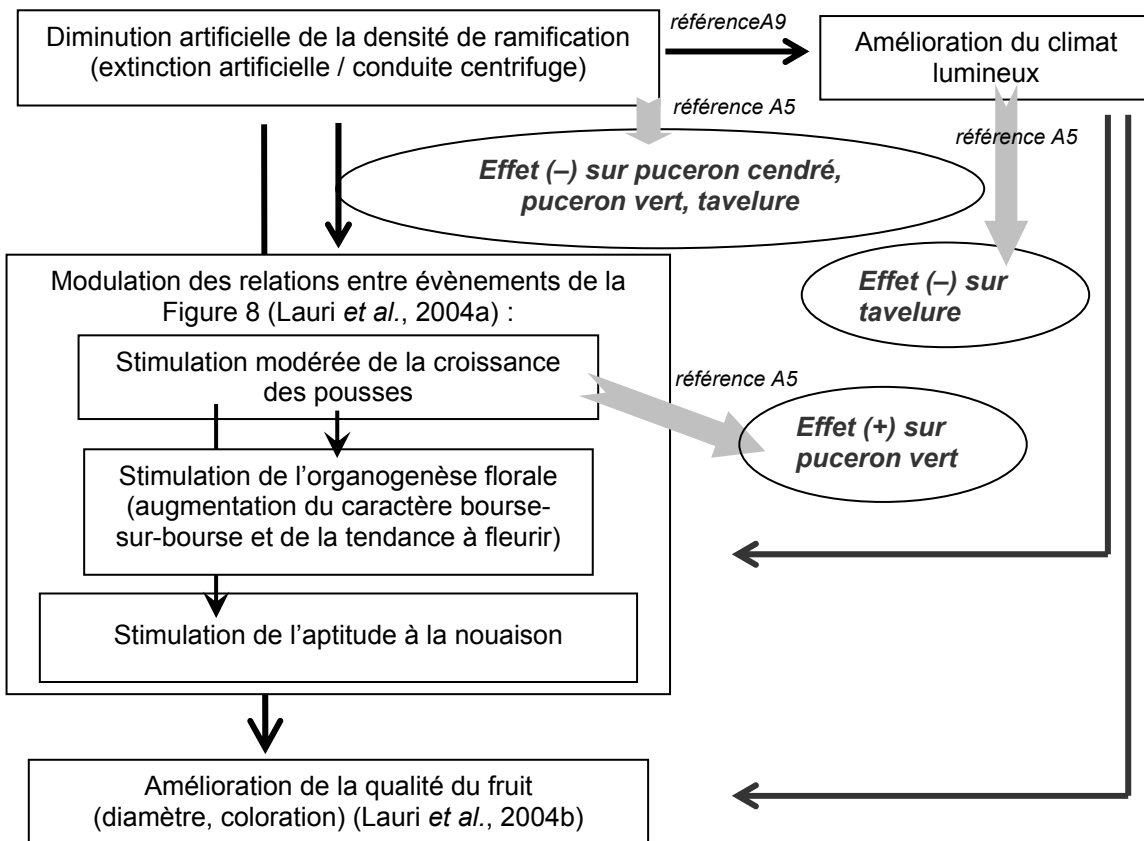 référenceA9
Diminution artificielle de la densité de ramification
(extinction artificielle / conduite centrifuge)
Amélioration du climat
lumineux
référence A5
référence A5
Effet (–) sur puceron cendré,
puceron vert, tavelure
Modulation des relations entre évènements de la
Figure 8 (Lauri et al., 2004a) :
Effet (–) sur
tavelure
Stimulation modérée de la croissance
des pousses
référence A5
Effet (+) sur
puceron vert
Stimulation de l’organogenèse florale
(augmentation du caractère bourse-
sur-bourse et de la tendance à fleurir)
Stimulation de l’aptitude à la nouaison
Amélioration de la qualité du fruit
(diamètre, coloration) (Lauri et al., 2004b)